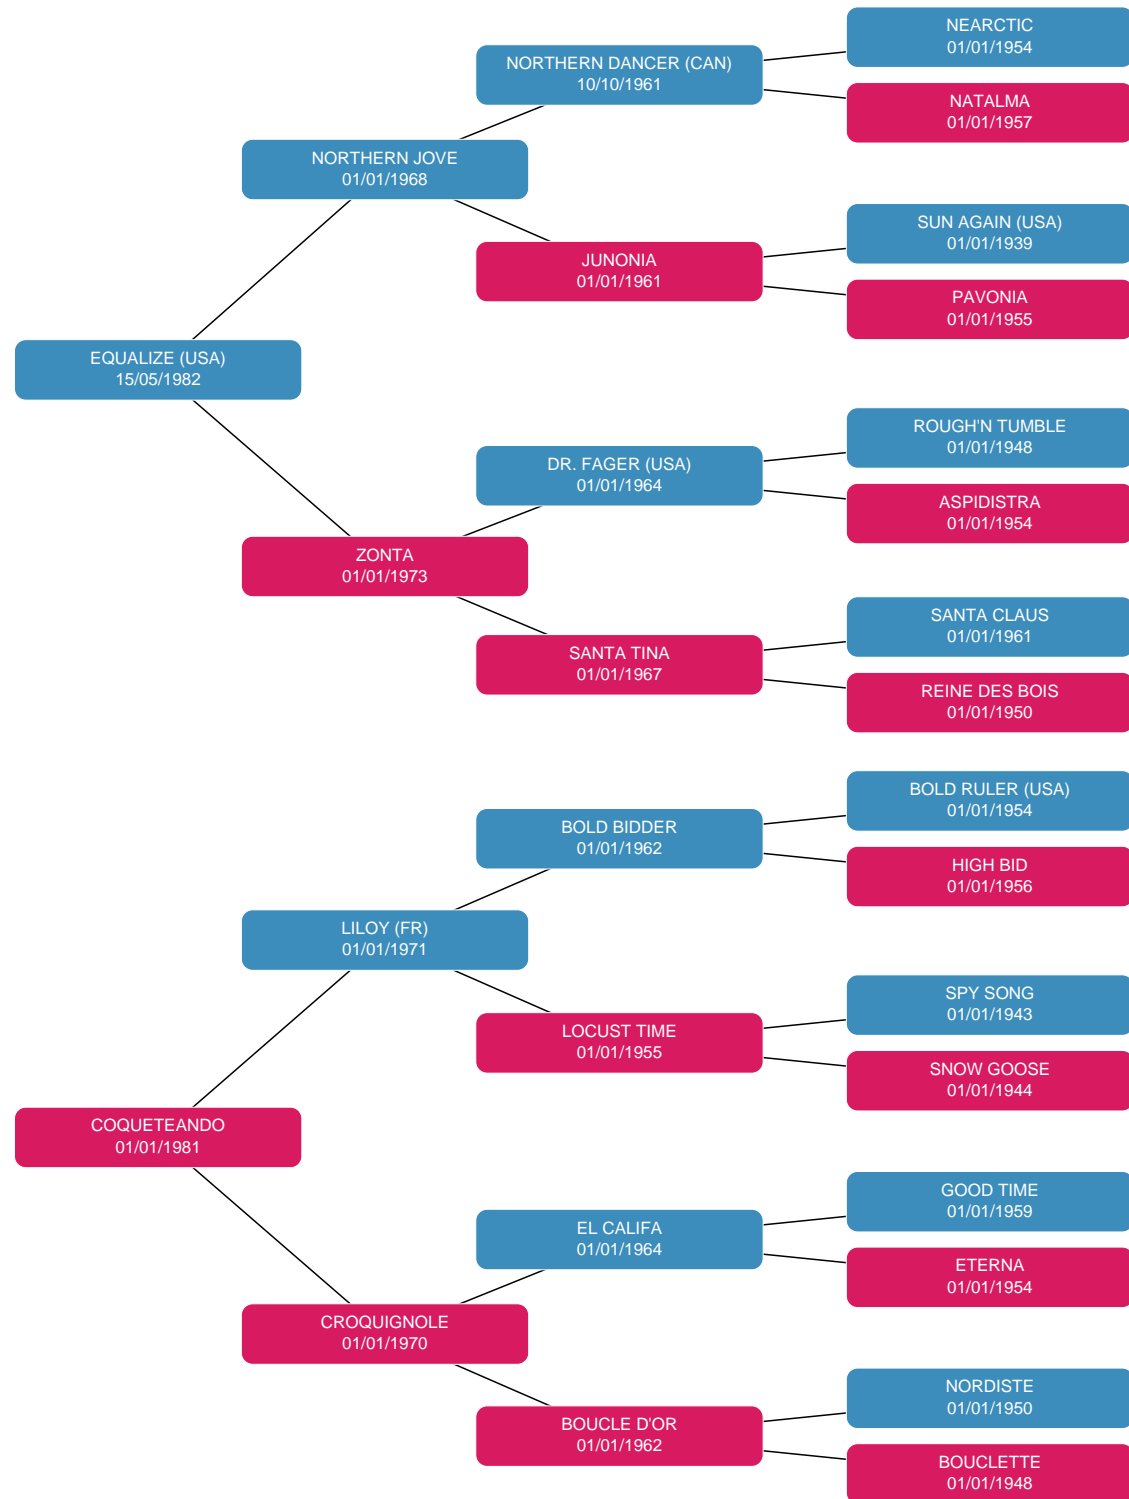 NEARCTIC
01/01/1954
NORTHERN DANCER (CAN)
10/10/1961
NATALMA
01/01/1957
NORTHERN JOVE
01/01/1968
SUN AGAIN (USA)
01/01/1939
JUNONIA
01/01/1961
PAVONIA
01/01/1955
EQUALIZE (USA)
15/05/1982
ROUGH'N TUMBLE
01/01/1948
DR. FAGER (USA)
01/01/1964
ASPIDISTRA
01/01/1954
ZONTA
01/01/1973
SANTA CLAUS
01/01/1961
SANTA TINA
01/01/1967
REINE DES BOIS
01/01/1950
BOLD RULER (USA)
01/01/1954
BOLD BIDDER
01/01/1962
HIGH BID
01/01/1956
LILOY (FR)
01/01/1971
SPY SONG
01/01/1943
LOCUST TIME
01/01/1955
SNOW GOOSE
01/01/1944
COQUETEANDO
01/01/1981
GOOD TIME
01/01/1959
EL CALIFA
01/01/1964
ETERNA
01/01/1954
CROQUIGNOLE
01/01/1970
NORDISTE
01/01/1950
BOUCLE D'OR
01/01/1962
BOUCLETTE
01/01/1948